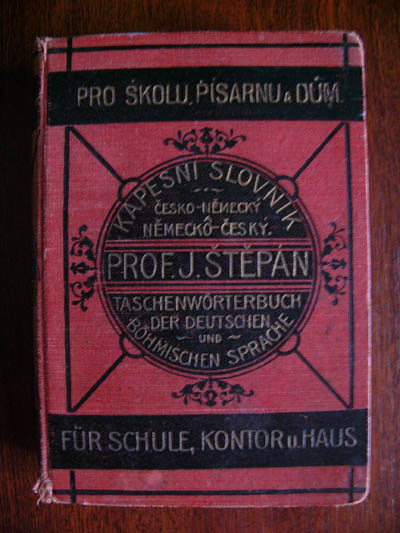 PRO ŠKOLU, PÍSARNU A DŮM.
KAPESNÍ SLOVNÍK
ČESKO-NĚMECKÝ
NĚMECKO-ČESKÝ.
PROF. J. ŠTĚPÁN
TASCHENWÖRTERBUCH
DER DEUTSCHEN
UND
BÖHMISCHEN SPRACHE
FÜR SCHULE, KONTOR u. HAUS